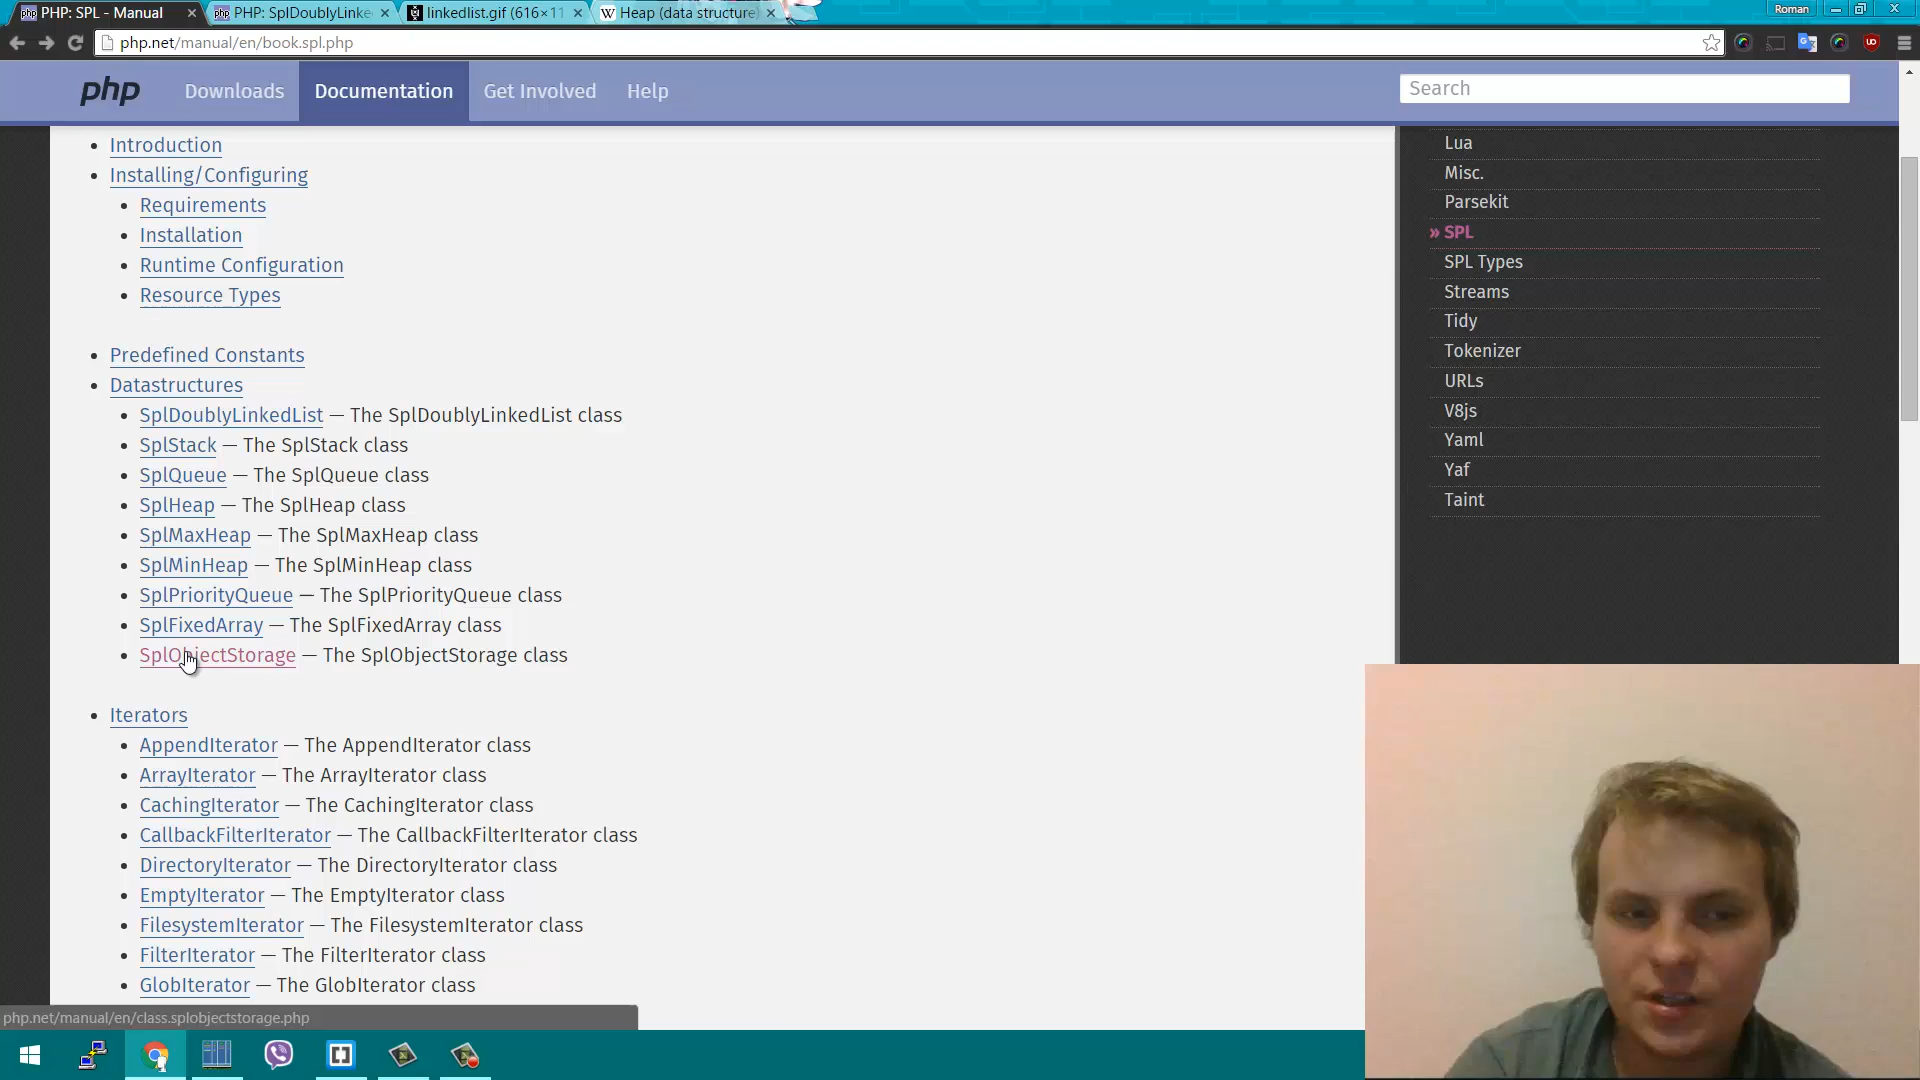 PHP: SPL - Manual
PHP: SplDoublyLinke
linkedlist.gif (616×11
Heap (data structure)
Roman
php.net/manual/en/book.spl.php
php
Downloads
Documentation
Get Involved
Help
Search
Introduction
Installing/Configuring
Requirements
Installation
Runtime Configuration
Resource Types
Predefined Constants
Datastructures
SplDoublyLinkedList — The SplDoublyLinkedList class
SplStack — The SplStack class
SplQueue — The SplQueue class
SplHeap — The SplHeap class
SplMaxHeap — The SplMaxHeap class
SplMinHeap — The SplMinHeap class
SplPriorityQueue — The SplPriorityQueue class
SplFixedArray — The SplFixedArray class
SplObjectStorage — The SplObjectStorage class
Iterators
AppendIterator — The AppendIterator class
ArrayIterator — The ArrayIterator class
CachingIterator — The CachingIterator class
CallbackFilterIterator — The CallbackFilterIterator class
DirectoryIterator — The DirectoryIterator class
EmptyIterator — The EmptyIterator class
FilesystemIterator — The FilesystemIterator class
FilterIterator — The FilterIterator class
GlobIterator — The GlobIterator class
Lua
Misc.
Parsekit
» SPL
SPL Types
Streams
Tidy
Tokenizer
URLs
V8js
Yaml
Yaf
Taint
php.net/manual/en/class.splobjectstorage.php